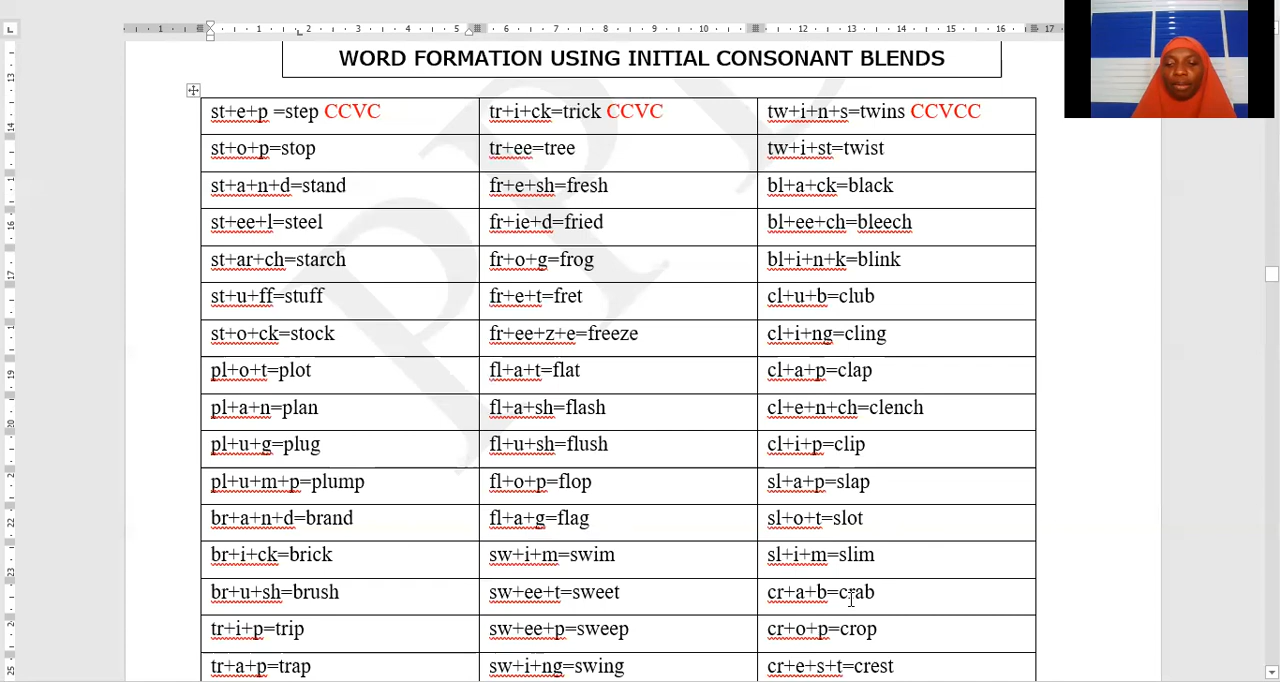 WORD FORMATION USING INITIAL CONSONANT BLENDS
st+e+p =step CCVC tr+i+ck=trick CCVC tw+i+n+s=twins CCVCC
st+o+p=stop tr+ee=tree tw+i+st=twist
st+a+n+d=stand fr+e+sh=fresh bl+a+ck=black
st+ee+l=steel fr+ie+d=fried bl+ee+ch=bleech
st+ar+ch=starch fr+o+g=frog bl+i+n+k=blink
st+u+ff=stuff fr+e+t=fret cl+u+b=club
st+o+ck=stock fr+ee+z+e=freeze cl+i+ng=cling
pl+o+t=plot fl+a+t=flat cl+a+p=clap
pl+a+n=plan fl+a+sh=flash cl+e+n+ch=clench
pl+u+g=plug fl+u+sh=flush cl+i+p=clip
pl+u+m+p=plump fl+o+p=flop sl+a+p=slap
br+a+n+d=brand fl+a+g=flag sl+o+t=slot
br+i+ck=brick sw+i+m=swim sl+i+m=slim
br+u+sh=brush sw+ee+t=sweet cr+a+b=crab
tr+i+p=trip sw+ee+p=sweep cr+o+p=crop
tr+a+p=trap sw+i+ng=swing cr+e+s+t=crest